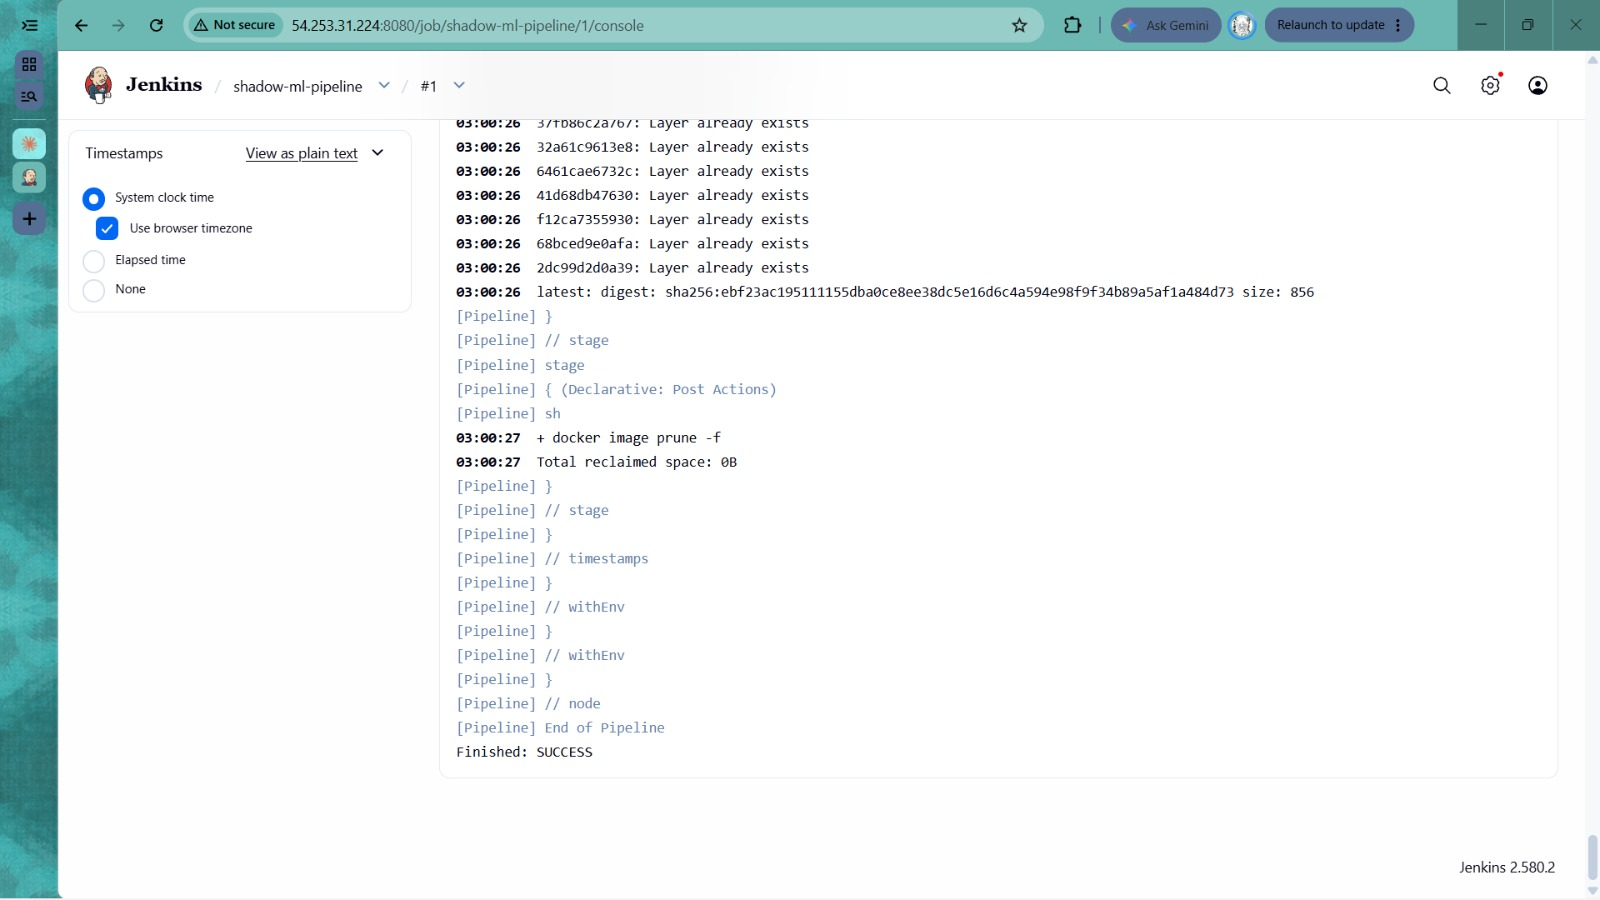 Not secure
54.253.31.224:8080/job/shadow-ml-pipeline/1/console
Ask Gemini
Relaunch to update
Jenkins / shadow-ml-pipeline / #1
Timestamps
View as plain text
System clock time
Use browser timezone
Elapsed time
None
03:00:26 37fb86c2a767: Layer already exists
03:00:26 32a61c9613e8: Layer already exists
03:00:26 6461cae6732c: Layer already exists
03:00:26 41d68db47630: Layer already exists
03:00:26 f12ca7355930: Layer already exists
03:00:26 68bced9e0afa: Layer already exists
03:00:26 2dc99d2d0a39: Layer already exists
03:00:26 latest: digest: sha256:ebf23ac195111155dba0ce8ee38dc5e16d6c4a594e98f9f34b89a5af1a484d73 size: 856
[Pipeline] }
[Pipeline] // stage
[Pipeline] stage
[Pipeline] { (Declarative: Post Actions)
[Pipeline] sh
03:00:27 + docker image prune -f
03:00:27 Total reclaimed space: 0B
[Pipeline] }
[Pipeline] // stage
[Pipeline] }
[Pipeline] // timestamps
[Pipeline] }
[Pipeline] // withEnv
[Pipeline] }
[Pipeline] // withEnv
[Pipeline] }
[Pipeline] // node
[Pipeline] End of Pipeline
Finished: SUCCESS
Jenkins 2.580.2